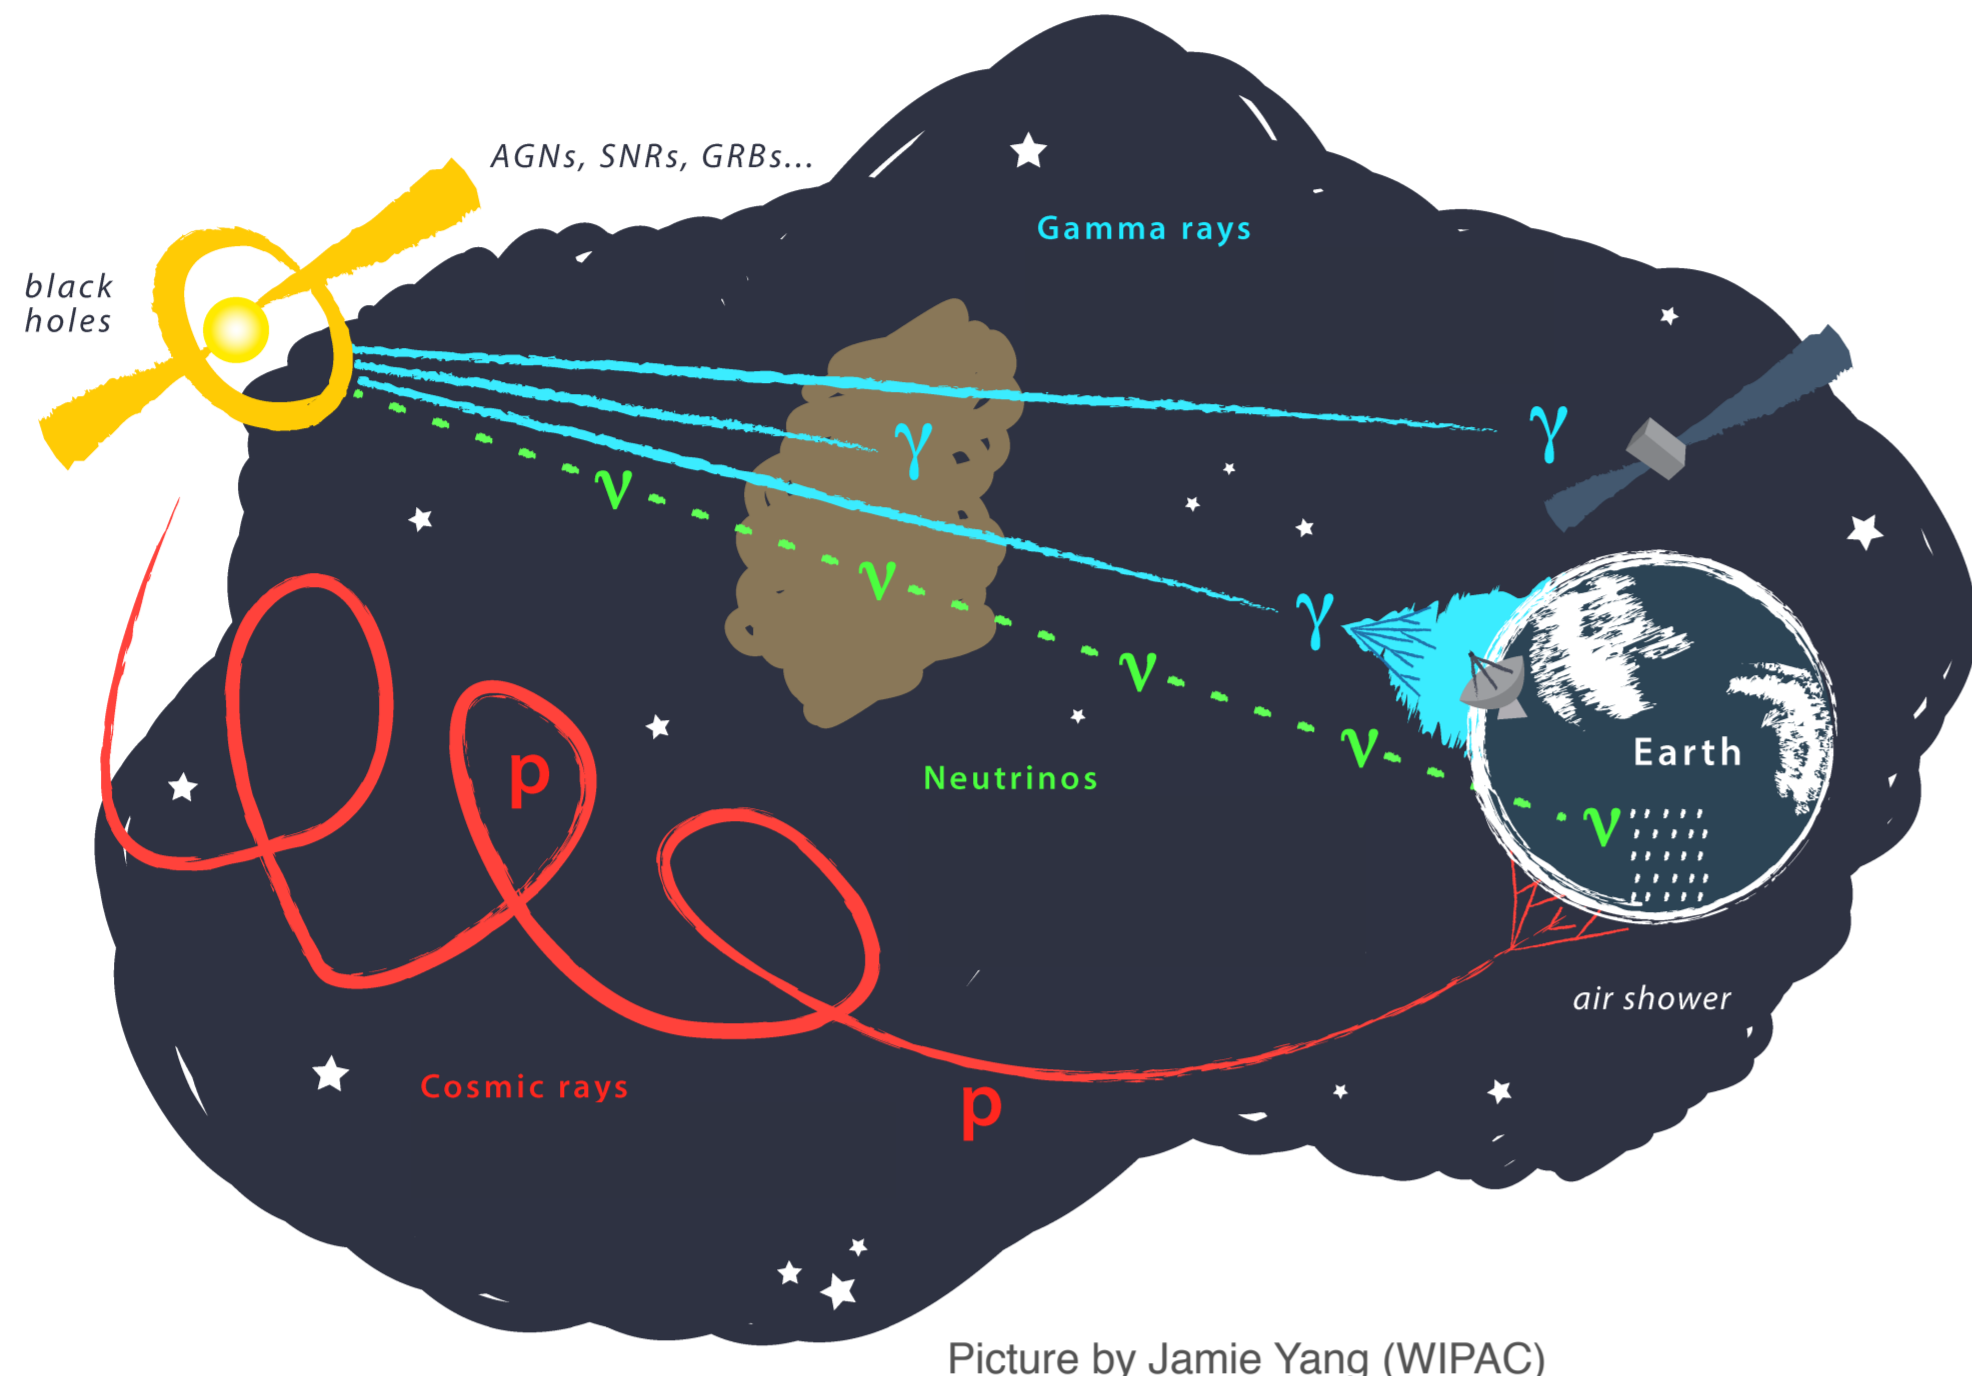 AGNs, SNRs, GRBs...
Gamma rays
black
holes
γ
γ
ν
ν
γ
ν
ν
Earth
p
Neutrinos
ν
air shower
Cosmic rays
p
Picture by Jamie Yang (WIPAC)